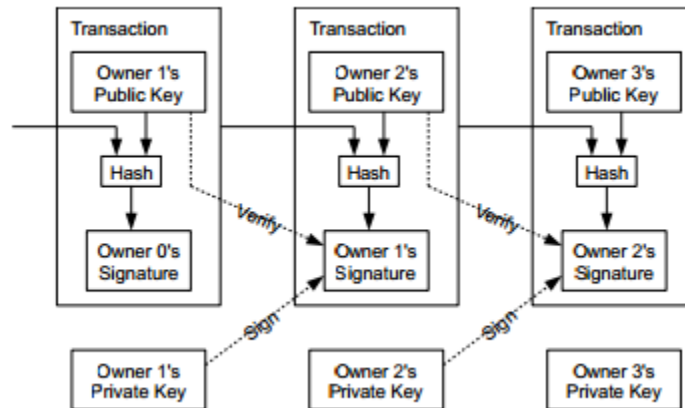 Transaction
Transaction
Transaction
Owner 1's
Public Key
Owner 2's
Public Key
Owner 3's
Public Key
Hash
Hash
Hash
Verify
Verify
Owner 0's
Signature
Owner 1's
Signature
Owner 2's
Signature
Sign
Sign
Owner 1's
Private Key
Owner 2's
Private Key
Owner 3's
Private Key